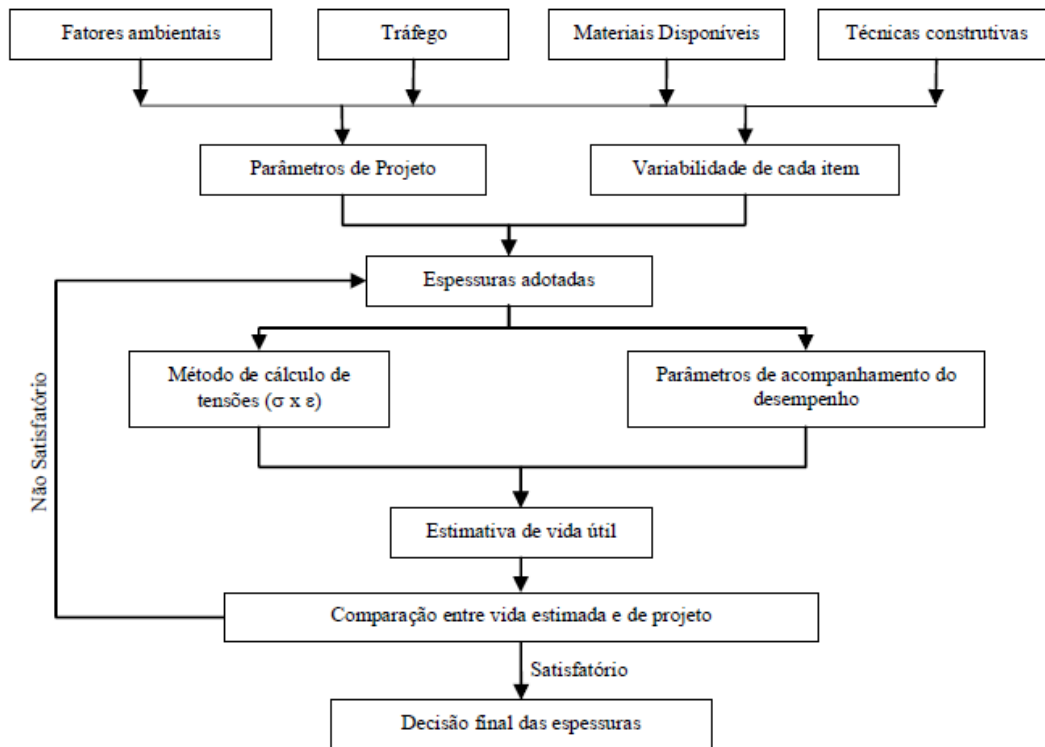 Fatores ambientais
Tráfego
Materiais Disponíveis
Técnicas construtivas
Parâmetros de Projeto
Variabilidade de cada item
Espessuras adotadas
Método de cálculo de
tensões (σ x ε)
Parâmetros de acompanhamento do
desempenho
Não Satisfatório
Estimativa de vida útil
Comparação entre vida estimada e de projeto
Satisfatório
Decisão final das espessuras